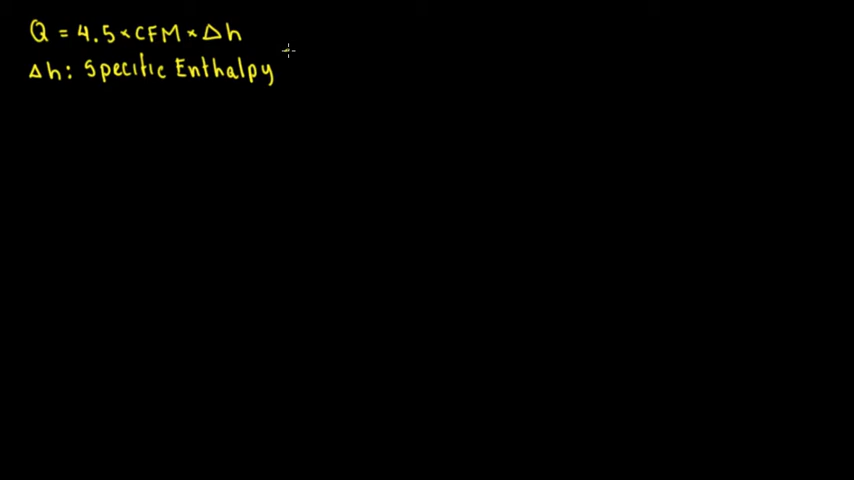 Q = 4.5 × CFM × Δh
Δh: Specific Enthalpy